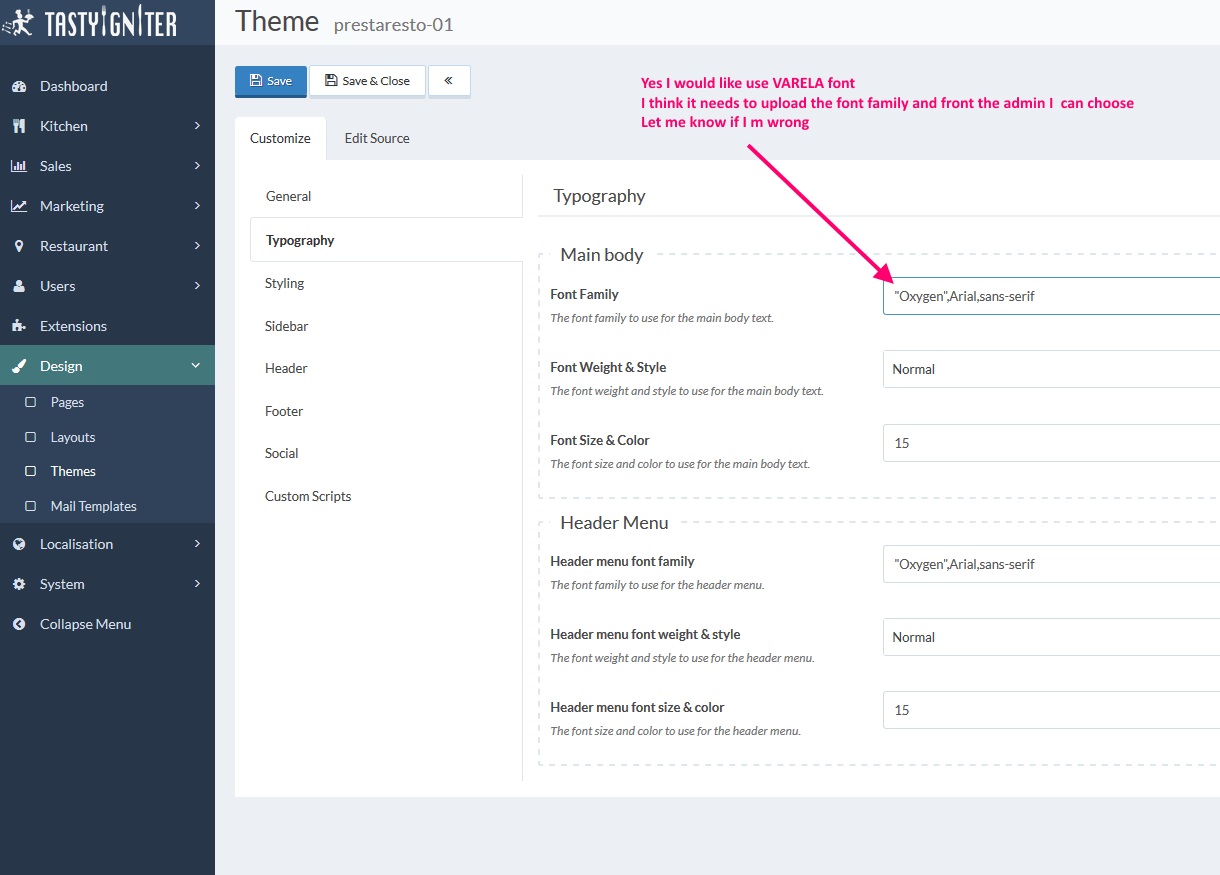 TASTYIGNITER
Theme prestaresto-01
Save
Save & Close
«
Yes I would like use VARELA font
I think it needs to upload the font family and front the admin I  can choose
Let me know if I m wrong
Dashboard
Kitchen
Sales
Marketing
Restaurant
Users
Extensions
Design
Pages
Layouts
Themes
Mail Templates
Localisation
System
Collapse Menu
Customize
Edit Source
General
Typography
Styling
Sidebar
Header
Footer
Social
Custom Scripts
Typography
Main body
Font Family
"Oxygen",Arial,sans-serif
The font family to use for the main body text.
Font Weight & Style
Normal
The font weight and style to use for the main body text.
Font Size & Color
15
The font size and color to use for the main body text.
Header Menu
Header menu font family
"Oxygen",Arial,sans-serif
The font family to use for the header menu.
Header menu font weight & style
Normal
The font weight and style to use for the header menu.
Header menu font size & color
15
The font size and color to use for the header menu.